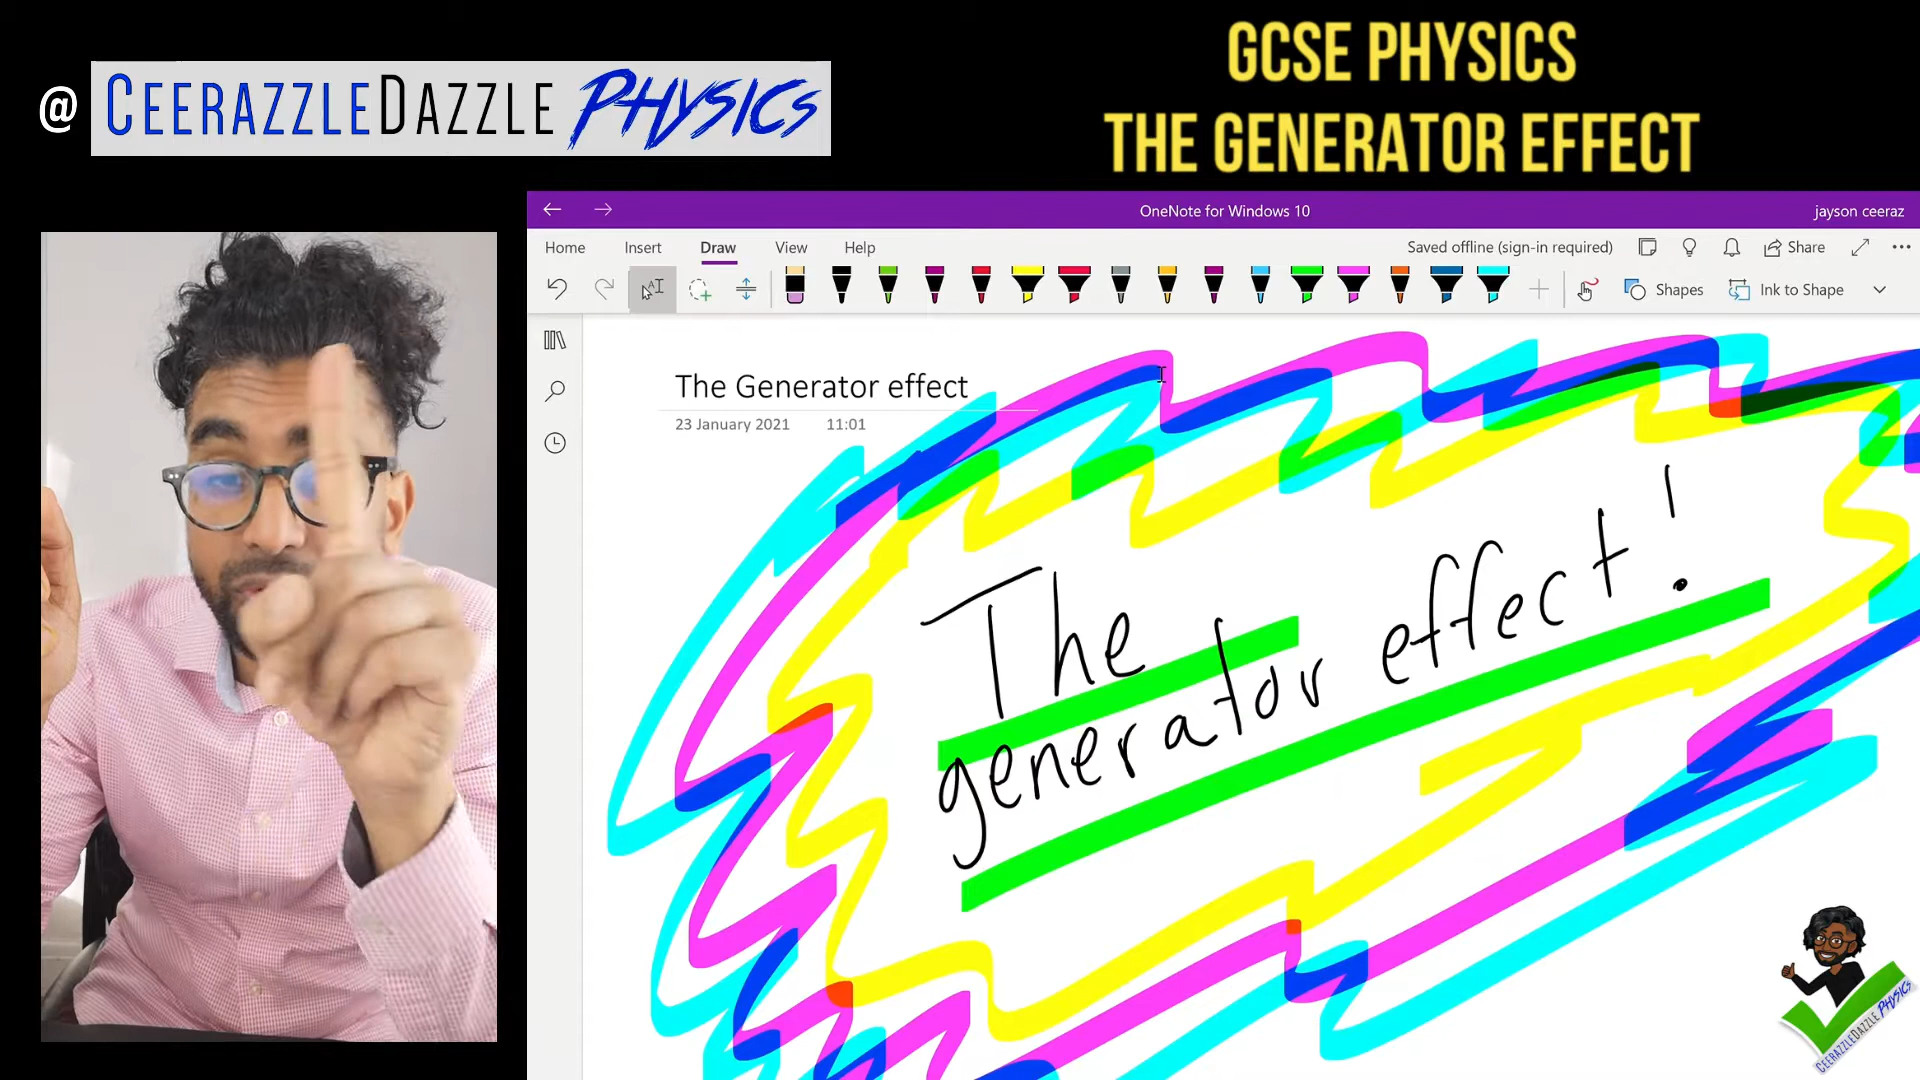 @ CEERAZZLEDAZZLE PHYSICS
GCSE PHYSICS
THE GENERATOR EFFECT
OneNote for Windows 10
jayson ceeraz
Home Insert Draw View Help
Saved offline (sign-in required)
Share
Shapes
Ink to Shape
The Generator effect
23 January 2021 11:01
The
generator effect!
CEERAZZLEDAZZLE PHYSICS